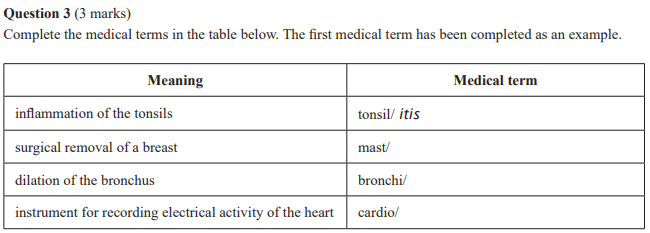 Question 3 (3 marks)
Complete the medical terms in the table below. The first medical term has been completed as an example.
Meaning Medical term
inflammation of the tonsils tonsil/ itis
surgical removal of a breast mast/
dilation of the bronchus bronchi/
instrument for recording electrical activity of the heart cardio/